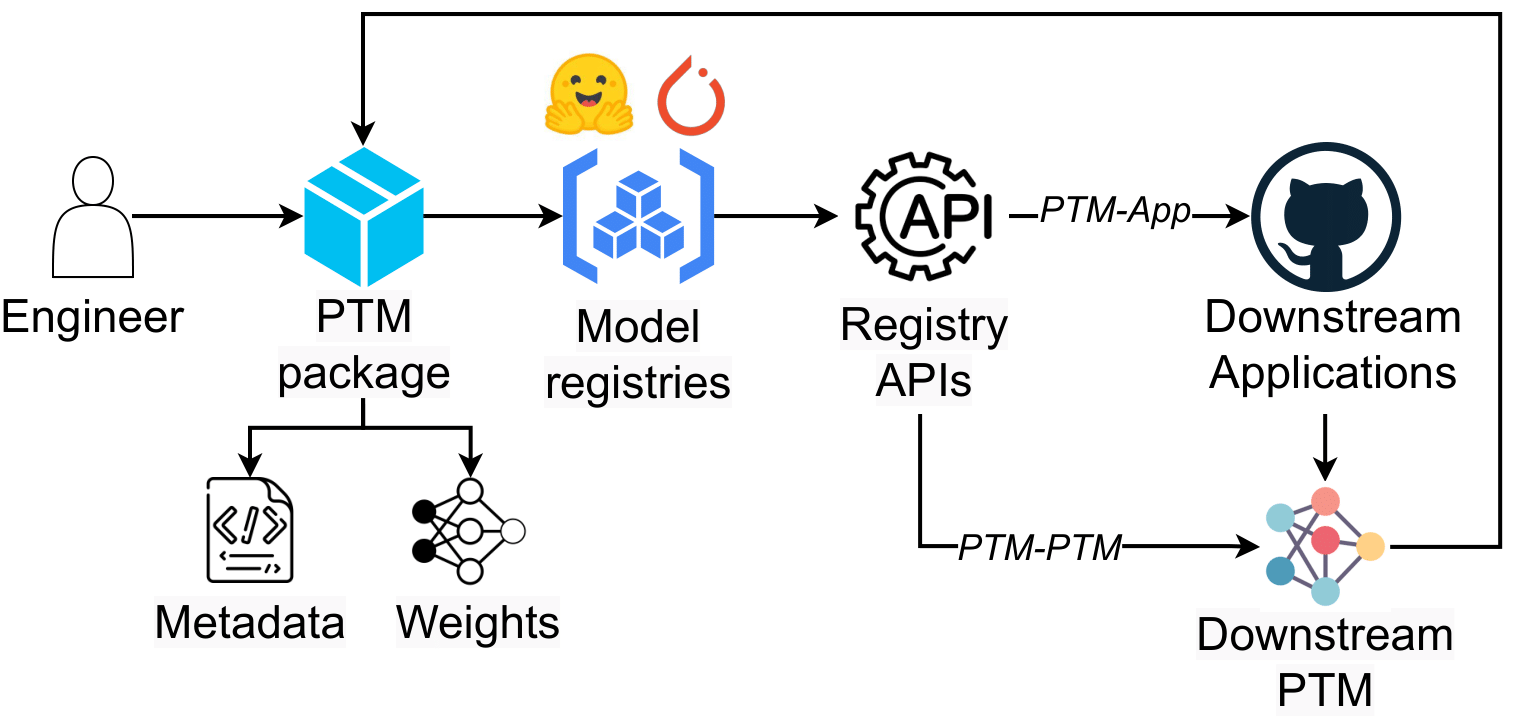 API
PTM-App
Engineer
PTM
package
Model
registries
Registry
APIs
Downstream
Applications
PTM-PTM
Metadata
Weights
Downstream
PTM